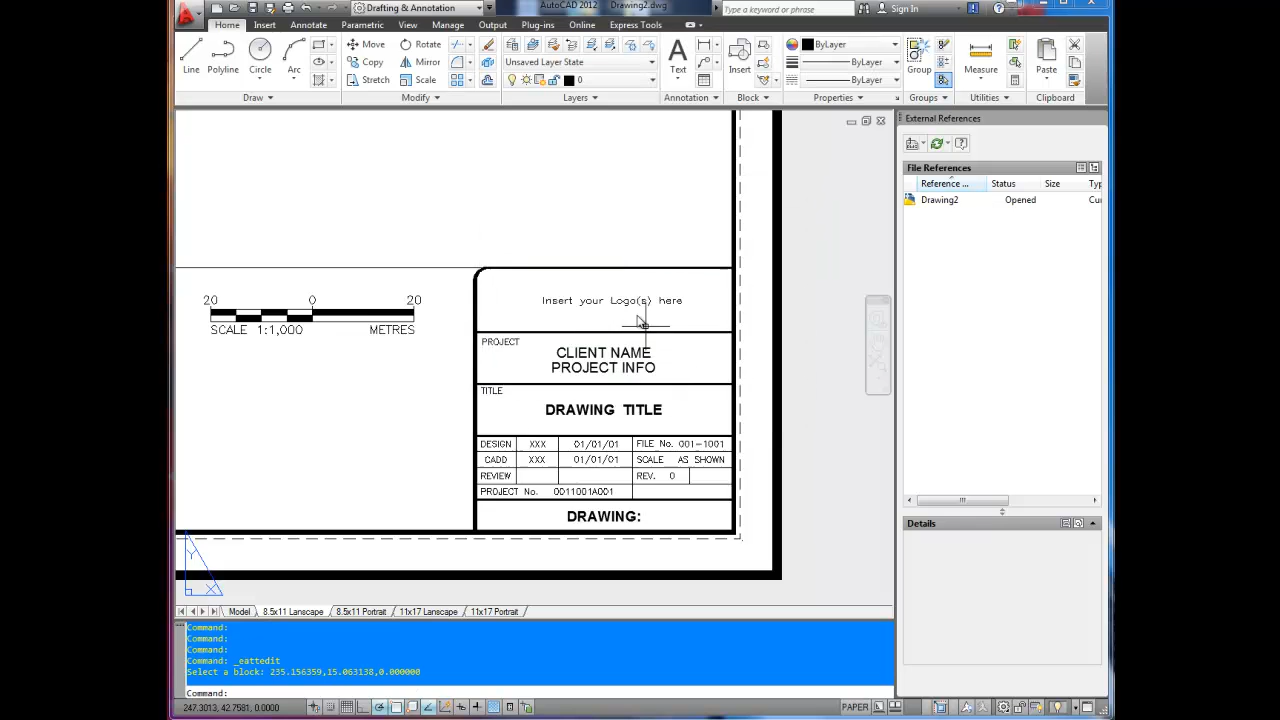 AutoCAD 2012 Drawing2.dwg
Drafting & Annotation
Type a keyword or phrase
Sign In
Home Insert Annotate Parametric View Manage Output Plug-ins Online Express Tools
Line Polyline Circle Arc
Move Rotate
Copy Mirror
Stretch Scale
Unsaved Layer State
0
Text
Insert
ByLayer
ByLayer
ByLayer
Group
Measure
Paste
Draw Modify Layers Annotation Block Properties Groups Utilities Clipboard
External References
File References
Reference ... Status Size Typ
Drawing2 Opened Cur
Details
20 0 20
SCALE 1:1,000 METRES
Insert your Logo(s) here
PROJECT
CLIENT NAME
PROJECT INFO
TITLE
DRAWING TITLE
DESIGN XXX 01/01/01 FILE No. 001-1001
CADD XXX 01/01/01 SCALE AS SHOWN
REVIEW REV. 0
PROJECT No. 0011001A001
DRAWING:
Y
X
Model 8.5x11 Lanscape 8.5x11 Portrait 11x17 Lanscape 11x17 Portrait
Command:
Command:
Command:
Command: _eattedit
Select a block: 235.156359,15.063138,0.000000
Command:
247.3013, 42.7581, 0.0000
PAPER